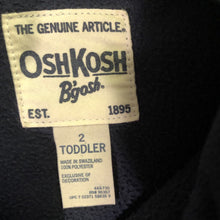 THE GENUINE ARTICLE®
OSHKOSH
B'gosh®
EST. 1895
2
TODDLER
MADE IN SWAZILAND
100% POLYESTER
EXCLUSIVE OF
DECORATION